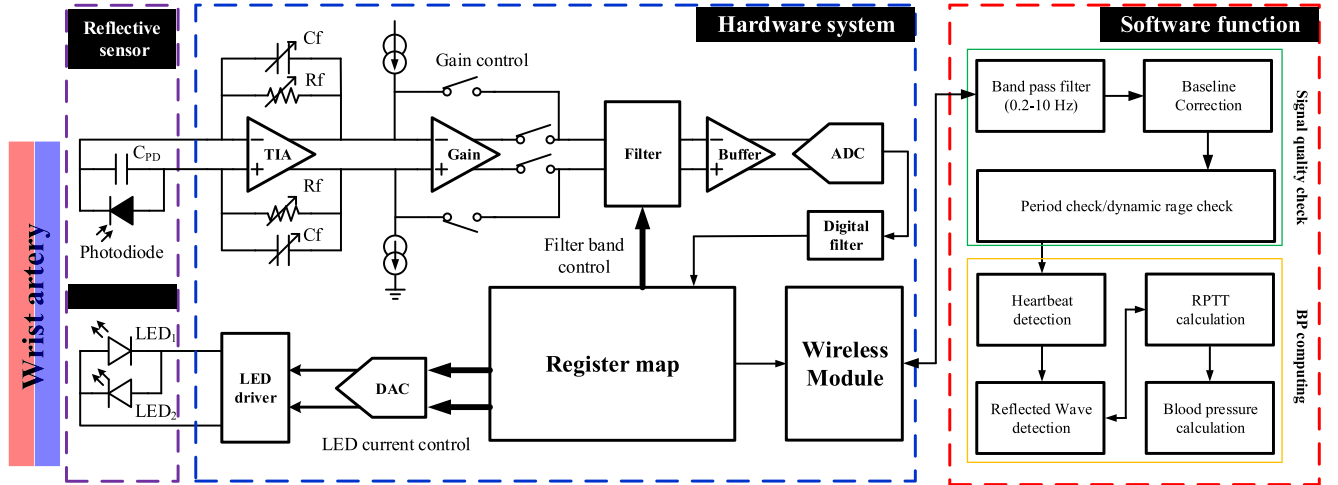 Reflective
sensor
Hardware system
Software function
Cf
Rf
Gain control
TIA
Gain
Filter
Buffer
ADC
C_PD
Photodiode
Rf
Cf
Filter band
control
Digital
filter
Wrist artery
LED₁
LED₂
LED
driver
DAC
LED current control
Register map
Wireless
Module
Band pass filter
(0.2-10 Hz)
Baseline
Correction
Period check/dynamic rage check
Signal quality check
Heartbeat
detection
RPTT
calculation
Reflected Wave
detection
Blood pressure
calculation
BP computing